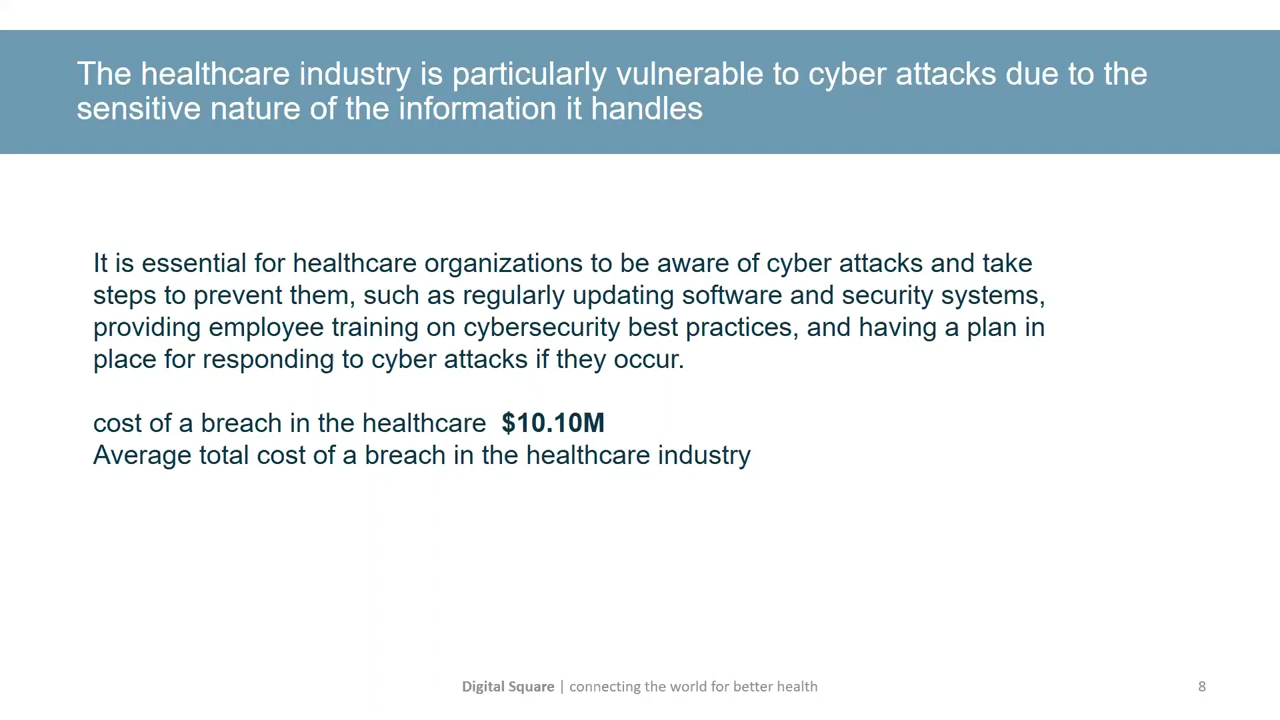 The healthcare industry is particularly vulnerable to cyber attacks due to the
sensitive nature of the information it handles
It is essential for healthcare organizations to be aware of cyber attacks and take
steps to prevent them, such as regularly updating software and security systems,
providing employee training on cybersecurity best practices, and having a plan in
place for responding to cyber attacks if they occur.
cost of a breach in the healthcare $10.10M
Average total cost of a breach in the healthcare industry
Digital Square | connecting the world for better health
8